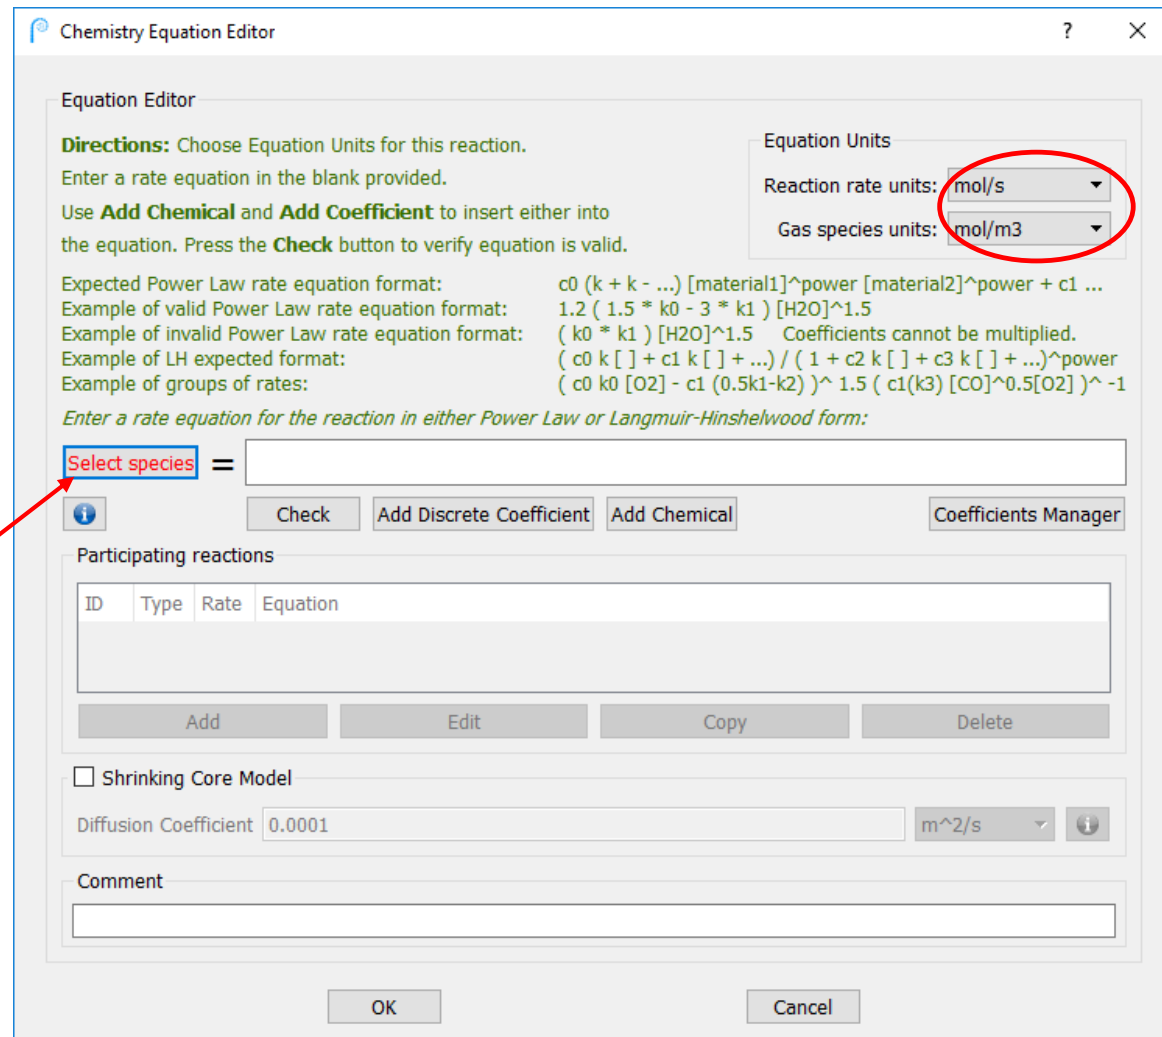 Chemistry Equation Editor
?
Equation Editor
Directions: Choose Equation Units for this reaction.
Enter a rate equation in the blank provided.
Use Add Chemical and Add Coefficient to insert either into
the equation. Press the Check button to verify equation is valid.
Equation Units
Reaction rate units: mol/s
Gas species units: mol/m3
Expected Power Law rate equation format: c0 (k + k - ...) [material1]^power [material2]^power + c1 ...
Example of valid Power Law rate equation format: 1.2 ( 1.5 * k0 - 3 * k1 ) [H2O]^1.5
Example of invalid Power Law rate equation format: ( k0 * k1 ) [H2O]^1.5 Coefficients cannot be multiplied.
Example of LH expected format: ( c0 k [ ] + c1 k [ ] + ...) / ( 1 + c2 k [ ] + c3 k [ ] + ...)^power
Example of groups of rates: ( c0 k0 [O2] - c1 (0.5k1-k2) )^ 1.5 ( c1(k3) [CO]^0.5[O2] )^ -1
Enter a rate equation for the reaction in either Power Law or Langmuir-Hinshelwood form:
Select species =
Check Add Discrete Coefficient Add Chemical Coefficients Manager
Participating reactions
ID Type Rate Equation
Add Edit Copy Delete
Shrinking Core Model
Diffusion Coefficient 0.0001 m^2/s
Comment
OK Cancel